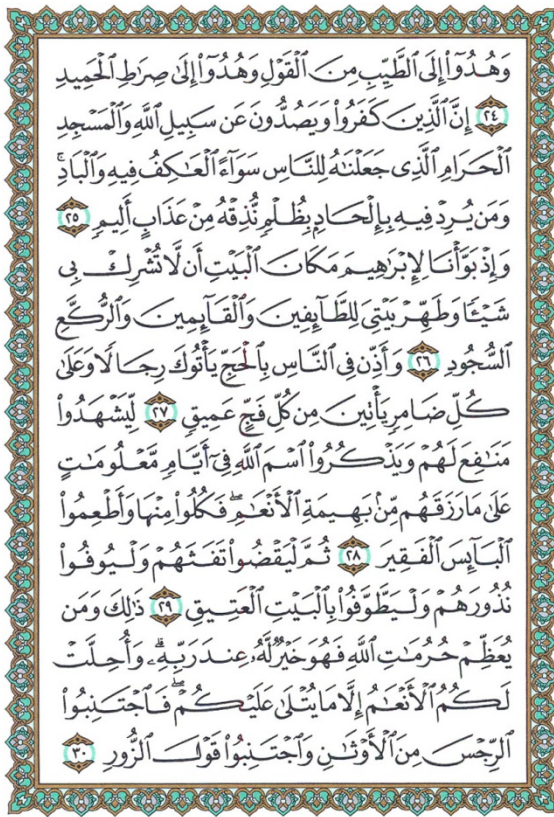 وَهُدُوٓا۟ إِلَى ٱلطَّيِّبِ مِنَ ٱلْقَوْلِ وَهُدُوٓا۟ إِلَىٰ صِرَٰطِ ٱلْحَمِيدِ
٢٤ إِنَّ ٱلَّذِينَ كَفَرُوا۟ وَيَصُدُّونَ عَن سَبِيلِ ٱللَّهِ وَٱلْمَسْجِدِ
ٱلْحَرَامِ ٱلَّذِى جَعَلْنَٰهُ لِلنَّاسِ سَوَآءً ٱلْعَٰكِفُ فِيهِ وَٱلْبَادِ ۚ
وَمَن يُرِدْ فِيهِ بِإِلْحَادٍۭ بِظُلْمٍ نُّذِقْهُ مِنْ عَذَابٍ أَلِيمٍ ٢٥
وَإِذْ بَوَّأْنَا لِإِبْرَٰهِيمَ مَكَانَ ٱلْبَيْتِ أَن لَّا تُشْرِكْ بِى
شَيْـًٔا وَطَهِّرْ بَيْتِىَ لِلطَّآئِفِينَ وَٱلْقَآئِمِينَ وَٱلرُّكَّعِ
ٱلسُّجُودِ ٢٦ وَأَذِّن فِى ٱلنَّاسِ بِٱلْحَجِّ يَأْتُوكَ رِجَالًا وَعَلَىٰ
كُلِّ ضَامِرٍ يَأْتِينَ مِن كُلِّ فَجٍّ عَمِيقٍ ٢٧ لِّيَشْهَدُوا۟
مَنَٰفِعَ لَهُمْ وَيَذْكُرُوا۟ ٱسْمَ ٱللَّهِ فِىٓ أَيَّامٍ مَّعْلُومَٰتٍ
عَلَىٰ مَا رَزَقَهُم مِّنۢ بَهِيمَةِ ٱلْأَنْعَٰمِ ۖ فَكُلُوا۟ مِنْهَا وَأَطْعِمُوا۟
ٱلْبَآئِسَ ٱلْفَقِيرَ ٢٨ ثُمَّ لْيَقْضُوا۟ تَفَثَهُمْ وَلْيُوفُوا۟
نُذُورَهُمْ وَلْيَطَّوَّفُوا۟ بِٱلْبَيْتِ ٱلْعَتِيقِ ٢٩ ذَٰلِكَ وَمَن
يُعَظِّمْ حُرُمَٰتِ ٱللَّهِ فَهُوَ خَيْرٌ لَّهُۥ عِندَ رَبِّهِۦ ۗ وَأُحِلَّتْ
لَكُمُ ٱلْأَنْعَٰمُ إِلَّا مَا يُتْلَىٰ عَلَيْكُمْ ۖ فَٱجْتَنِبُوا۟
ٱلرِّجْسَ مِنَ ٱلْأَوْثَٰنِ وَٱجْتَنِبُوا۟ قَوْلَ ٱلزُّورِ ٣٠